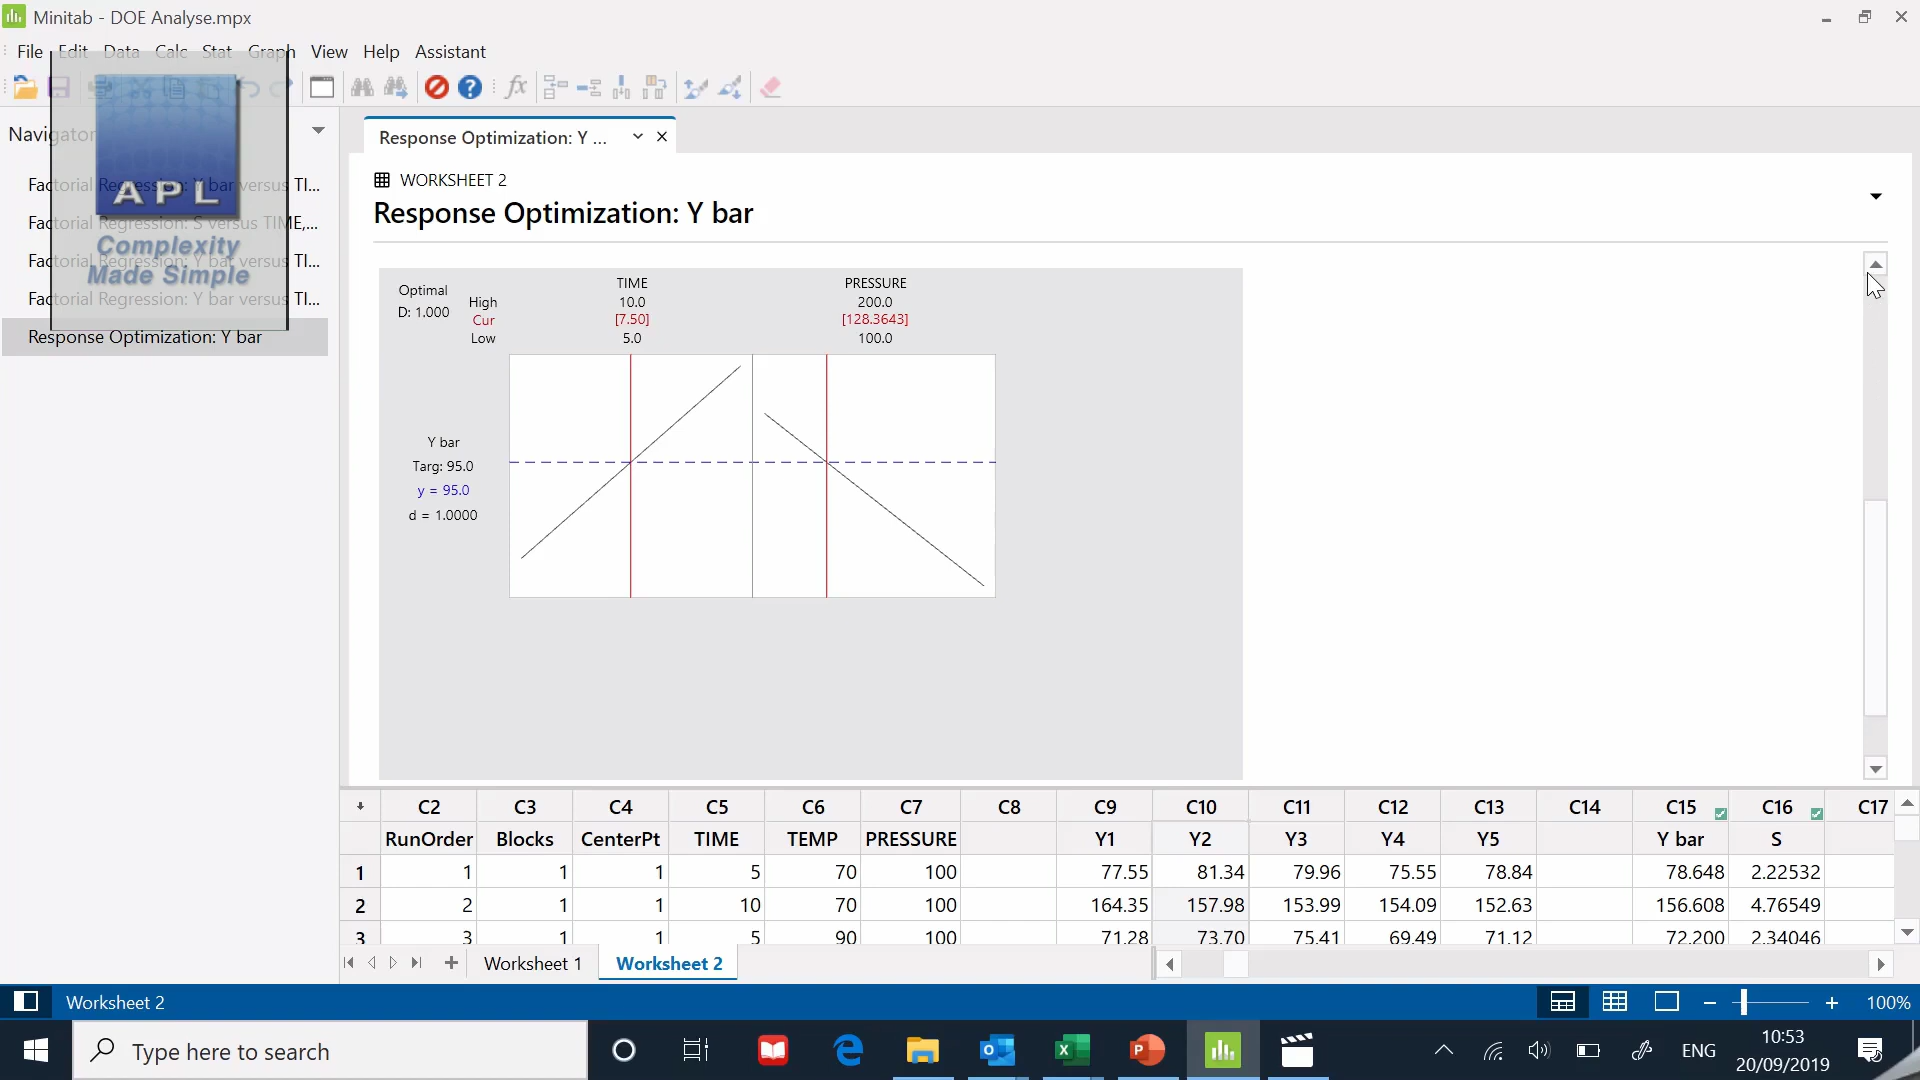 Minitab - DOE Analyse.mpx
File Edit Data Calc Stat Graph View Help Assistant
Navigator
Response Optimization: Y ...
Factorial Regression: Y bar versus TI...
Factorial Regression: S versus TIME,...
Factorial Regression: Y bar versus TI...
Factorial Regression: Y bar versus TI...
Response Optimization: Y bar
APL
Complexity
Made Simple
WORKSHEET 2
Response Optimization: Y bar
Optimal
D: 1.000
High
Cur
Low
TIME
10.0
[7.50]
5.0
PRESSURE
200.0
[128.3643]
100.0
Y bar
Targ: 95.0
y = 95.0
d = 1.0000
C2 C3 C4 C5 C6 C7 C8 C9 C10 C11 C12 C13 C14 C15 C16 C17
RunOrder Blocks CenterPt TIME TEMP PRESSURE Y1 Y2 Y3 Y4 Y5 Y bar S
1 1 1 1 5 70 100 77.55 81.34 79.96 75.55 78.84 78.648 2.22532
2 2 1 1 10 70 100 164.35 157.98 153.99 154.09 152.63 156.608 4.76549
3 3 1 1 5 90 100 71.28 73.70 75.41 69.49 71.12 72.200 2.34046
Worksheet 1 Worksheet 2
Worksheet 2
100%
Type here to search
ENG
10:53
20/09/2019